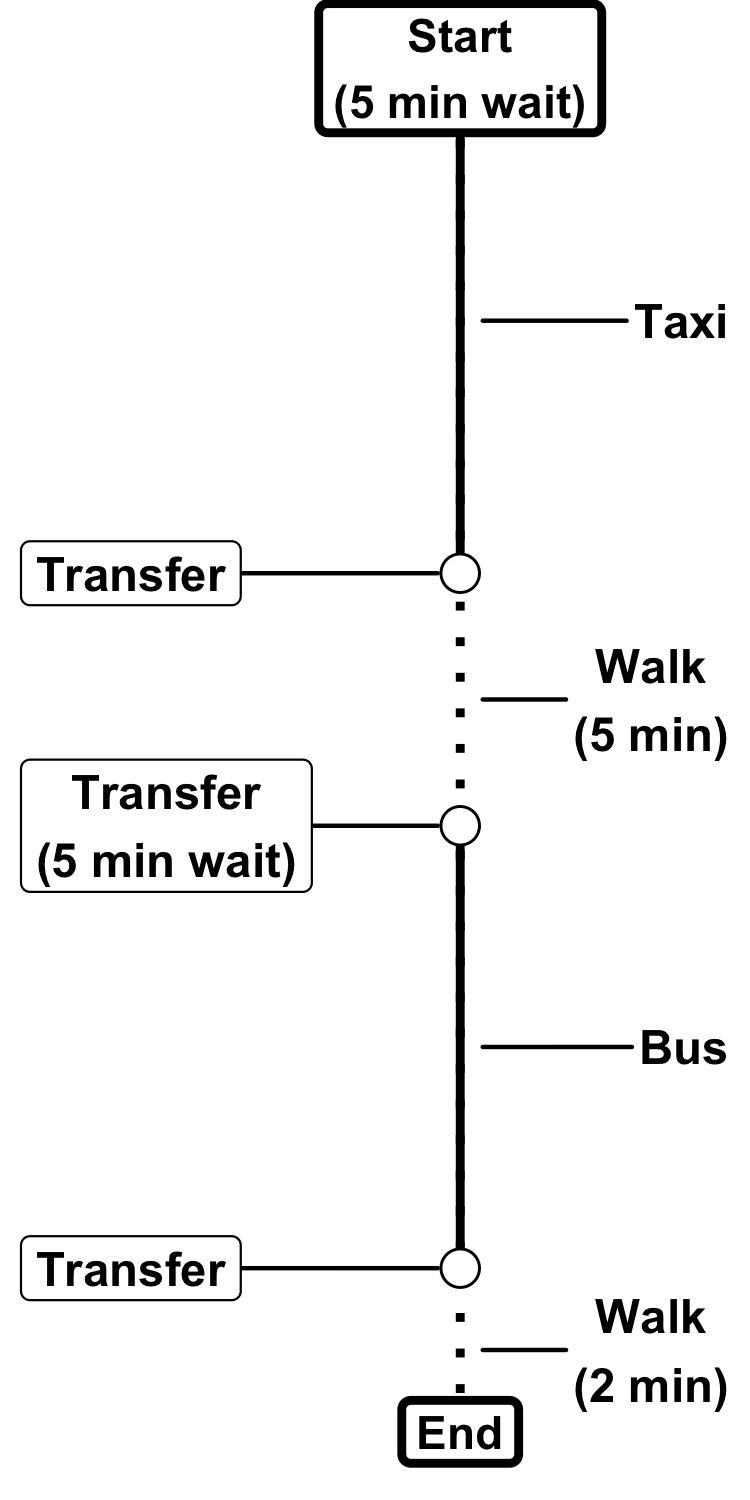 Start
(5 min wait)
Taxi
Transfer
Walk
(5 min)
Transfer
(5 min wait)
Bus
Transfer
Walk
(2 min)
End